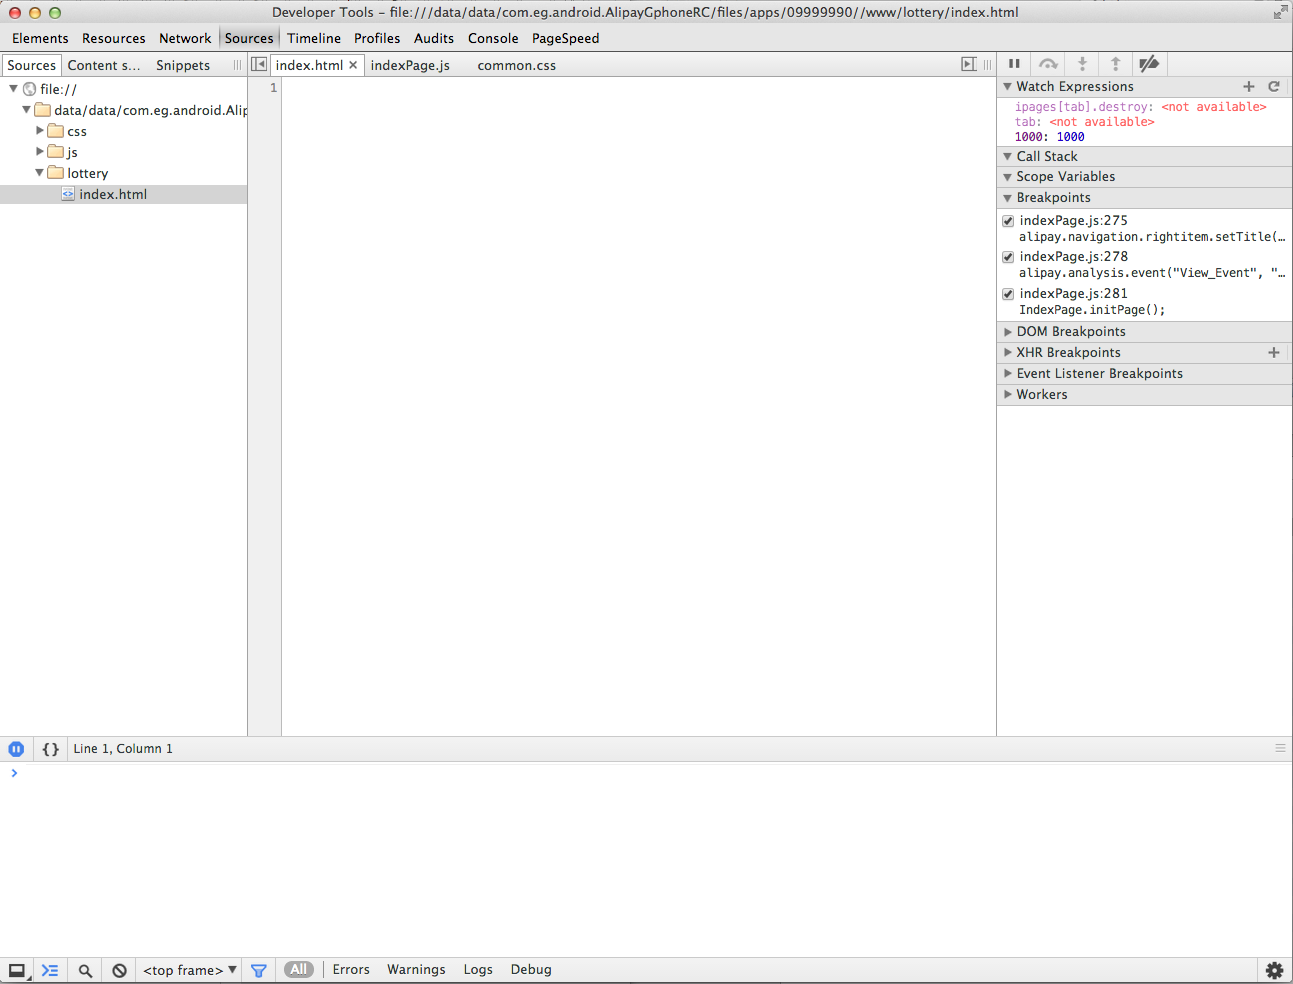 Developer Tools - file:///data/data/com.eg.android.AlipayGphoneRC/files/apps/09999990//www/lottery/index.html
Elements Resources Network Sources Timeline Profiles Audits Console PageSpeed
Sources Content s... Snippets
index.html × indexPage.js common.css
file://
data/data/com.eg.android.Alip
css
js
lottery
index.html
1
Watch Expressions
ipages[tab].destroy: <not available>
tab: <not available>
1000: 1000
Call Stack
Scope Variables
Breakpoints
indexPage.js:275
alipay.navigation.rightitem.setTitle(…
indexPage.js:278
alipay.analysis.event("View_Event", "…
indexPage.js:281
IndexPage.initPage();
DOM Breakpoints
XHR Breakpoints
Event Listener Breakpoints
Workers
{} Line 1, Column 1
<top frame> All Errors Warnings Logs Debug